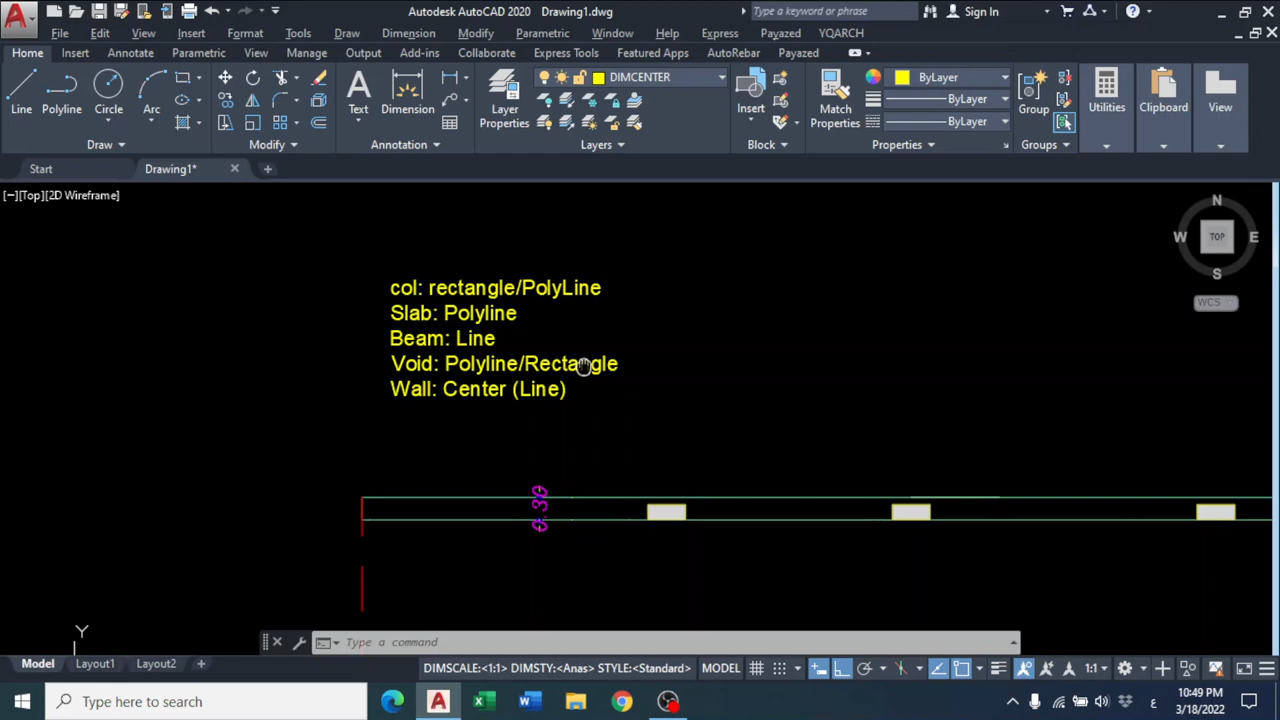 Autodesk AutoCAD 2020 Drawing1.dwg
Type a keyword or phrase
Sign In
File Edit View Insert Format Tools Draw Dimension Modify Parametric Window Help Express Payazed YQARCH
Home Insert Annotate Parametric View Manage Output Add-ins Collaborate Express Tools Featured Apps AutoRebar Payazed
Line Polyline Circle Arc
Text Dimension
Layer Properties
DIMCENTER
Insert
Match Properties
ByLayer
ByLayer
ByLayer
Group
Utilities
Clipboard
View
Draw Modify Annotation Layers Block Properties Groups
Start Drawing1*
[−][Top][2D Wireframe]
N
W TOP E
S
WCS
col: rectangle/PolyLine
Slab: Polyline
Beam: Line
Void: Polyline/Rectangle
Wall: Center (Line)
0.30
Y
Type a command
Model Layout1 Layout2
DIMSCALE:<1:1> DIMSTY:<Anas> STYLE:<Standard>
MODEL
1:1
Type here to search
ع
10:49 PM
3/18/2022